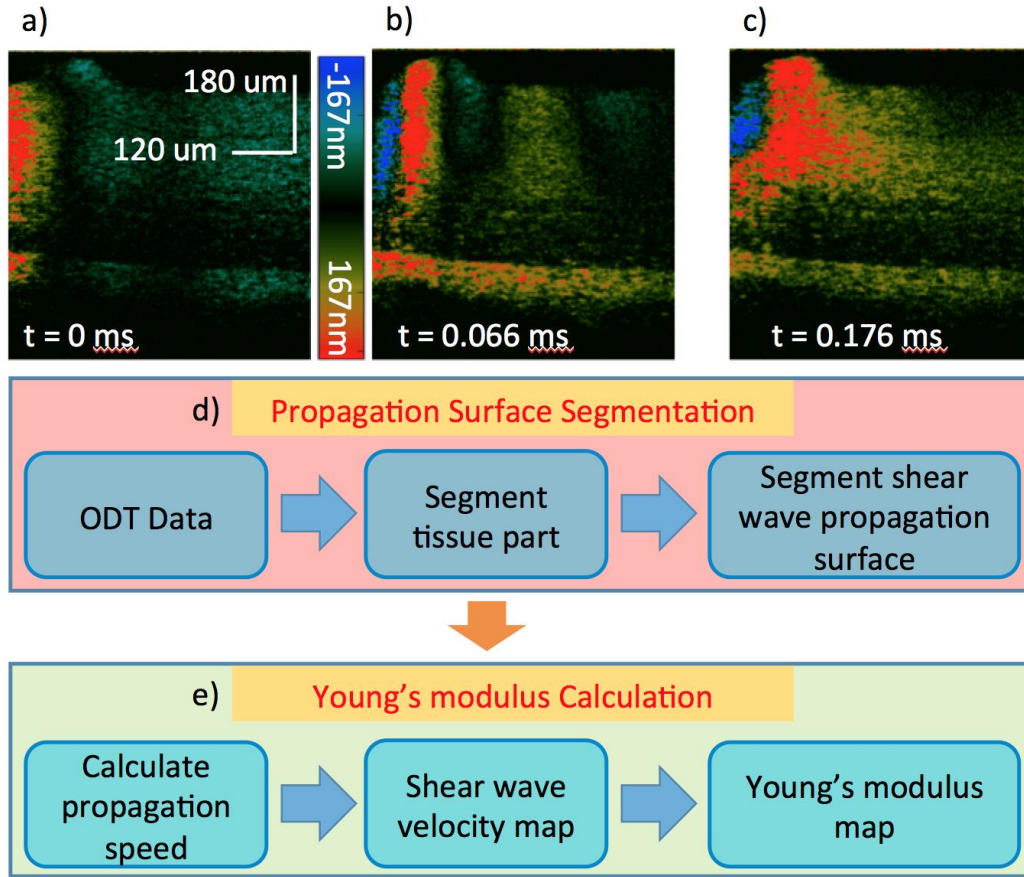 a)
b)
c)
180 um
120 um
-167nm
167nm
t = 0 ms
t = 0.066 ms
t = 0.176 ms
d)
Propagation Surface Segmentation
ODT Data
Segment
tissue part
Segment shear
wave propagation
surface
e)
Young’s modulus Calculation
Calculate
propagation
speed
Shear wave
velocity map
Young’s modulus
map